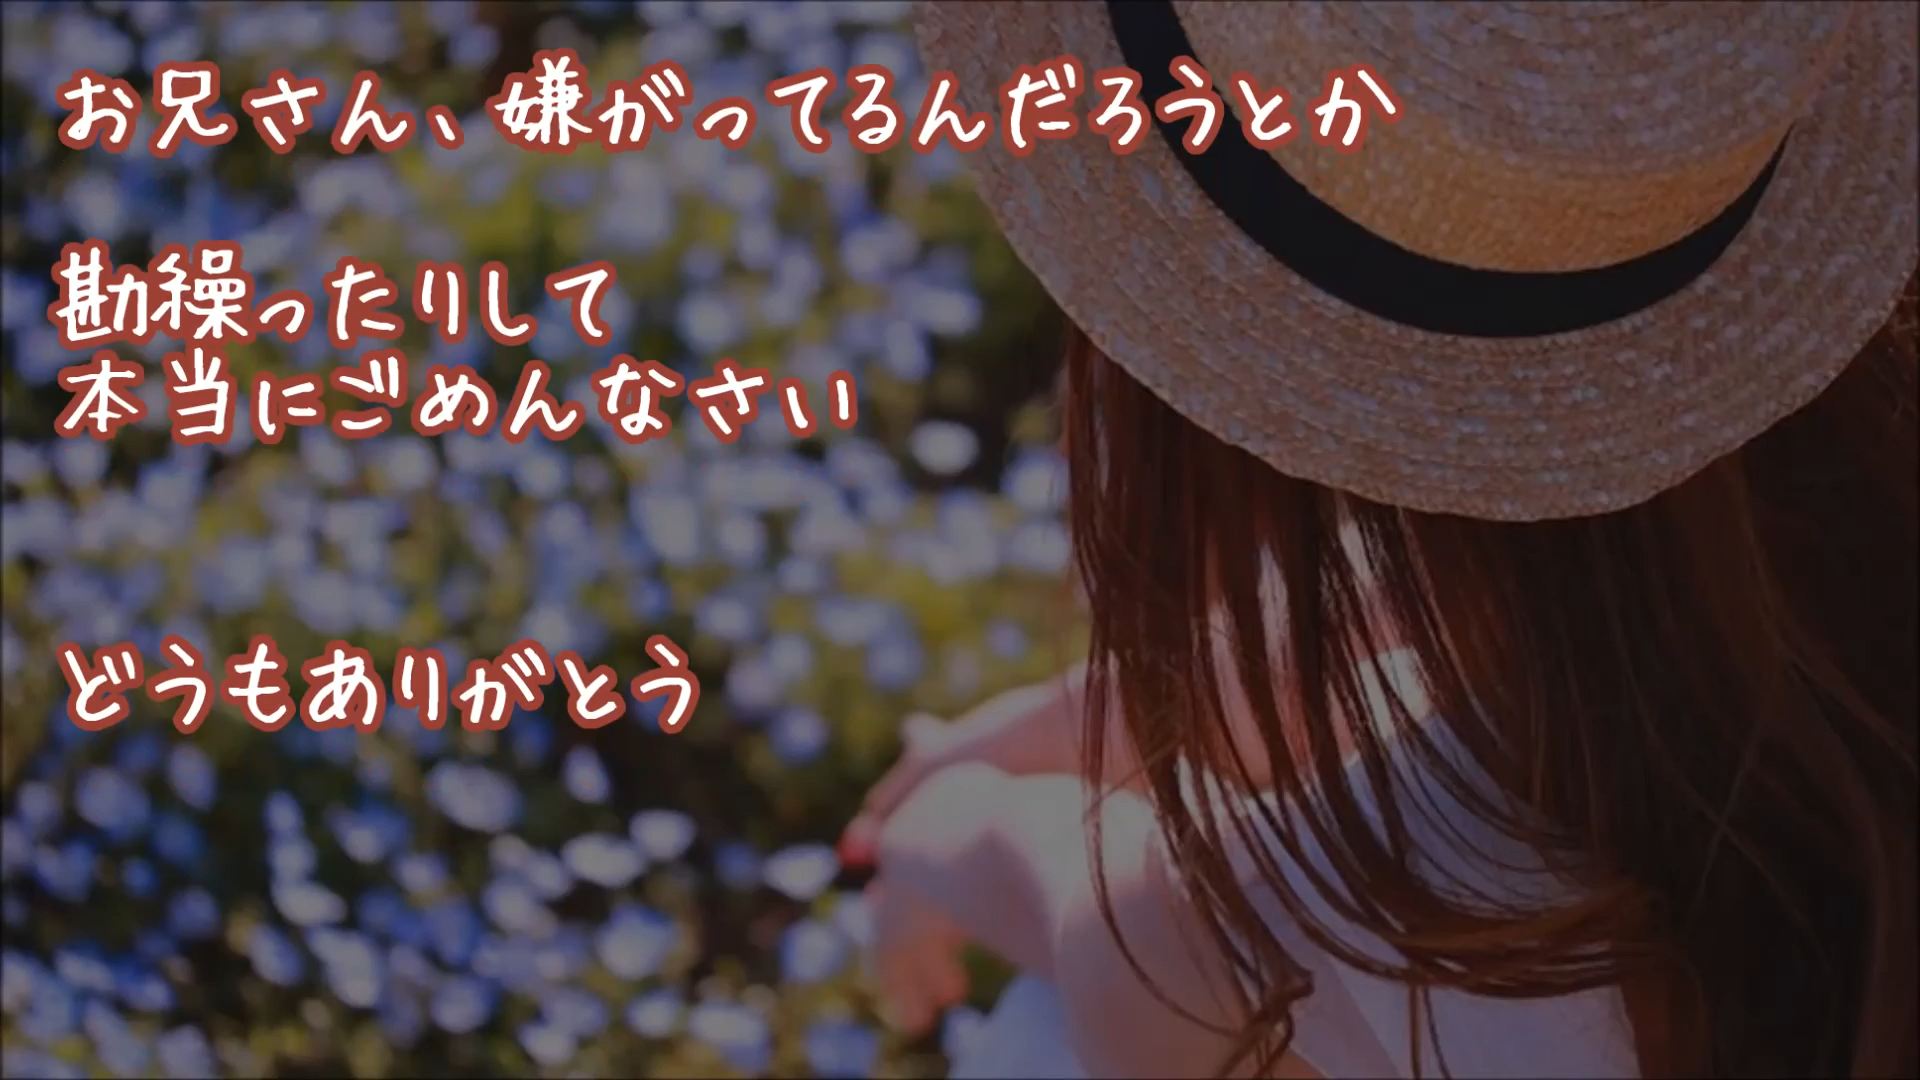 お兄さん、嫌がってるんだろうとか
勘繰ったりして
本当にごめんなさい
どうもありがとう